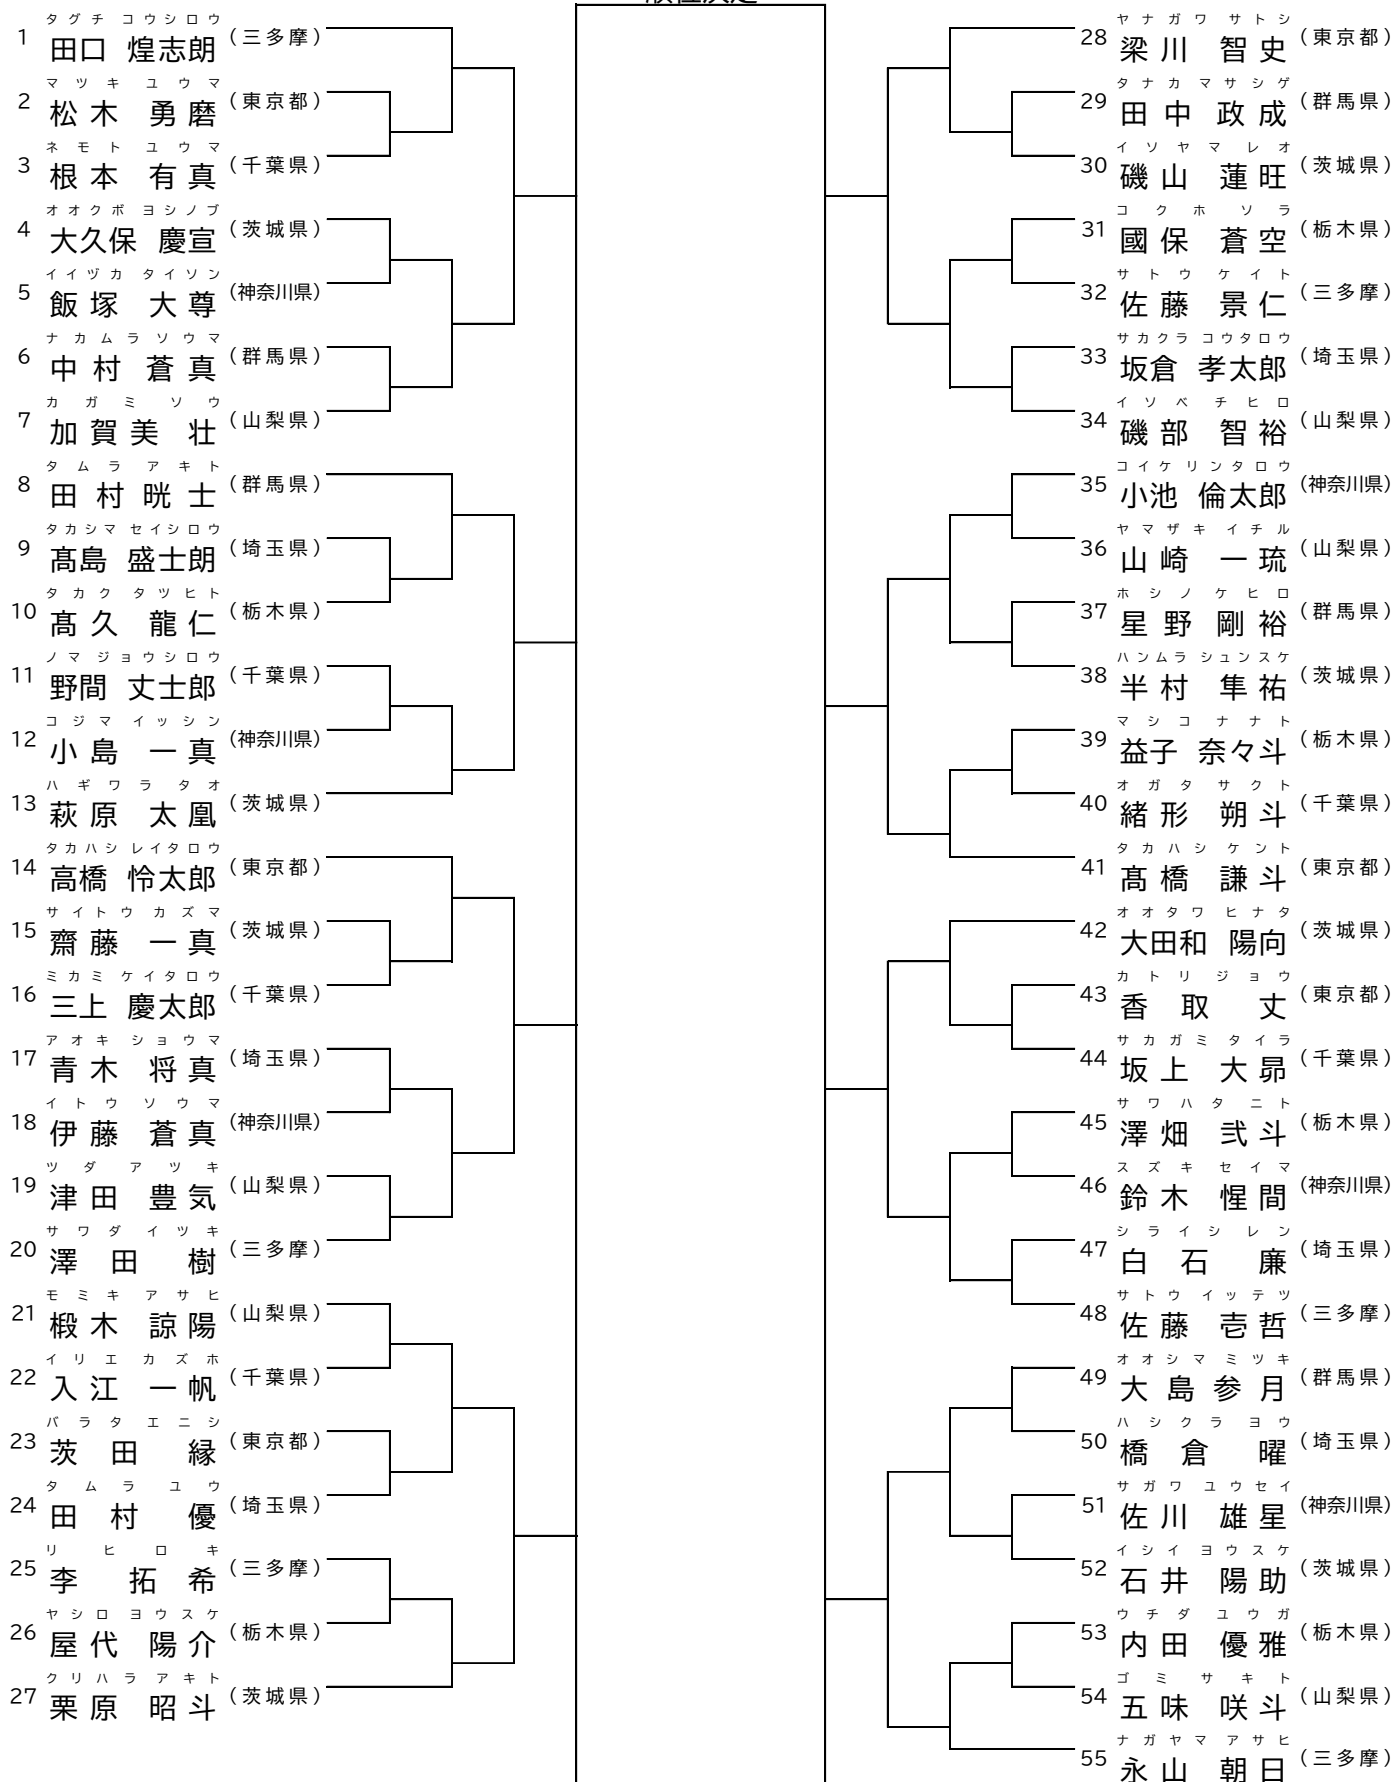 タグチ コウシロウ
1 田口 煌志朗 (三多摩)
マツキ ユウマ
2 松木 勇磨 (東京都)
ネモト ユウマ
3 根本 有真 (千葉県)
オオクボ ヨシノブ
4 大久保 慶宣 (茨城県)
イイヅカ タイソン
5 飯塚 大尊 (神奈川県)
ナカムラ ソウマ
6 中村 蒼真 (群馬県)
カガミ ソウ
7 加賀美 壮 (山梨県)
タムラ アキト
8 田村 晄士 (群馬県)
タカシマ セイシロウ
9 髙島 盛士朗 (埼玉県)
タカク タツヒト
10 髙久 龍仁 (栃木県)
ノマ ジョウシロウ
11 野間 丈士郎 (千葉県)
コジマ イッシン
12 小島 一真 (神奈川県)
ハギワラ タオ
13 萩原 太凰 (茨城県)
タカハシ レイタロウ
14 高橋 怜太郎 (東京都)
サイトウ カズマ
15 齋藤 一真 (茨城県)
ミカミ ケイタロウ
16 三上 慶太郎 (千葉県)
アオキ ショウマ
17 青木 将真 (埼玉県)
イトウ ソウマ
18 伊藤 蒼真 (神奈川県)
ツダ アツキ
19 津田 豊気 (山梨県)
サワダ イツキ
20 澤田 樹 (三多摩)
モミキ アサヒ
21 椴木 諒陽 (山梨県)
イリエ カズホ
22 入江 一帆 (千葉県)
バラタ エニシ
23 茨田 縁 (東京都)
タムラ ユウ
24 田村 優 (埼玉県)
リ ヒロキ
25 李 拓希 (三多摩)
ヤシロ ヨウスケ
26 屋代 陽介 (栃木県)
クリハラ アキト
27 栗原 昭斗 (茨城県)
ヤナガワ サトシ
28 梁川 智史 (東京都)
タナカ マサシゲ
29 田中 政成 (群馬県)
イソヤマ レオ
30 磯山 蓮旺 (茨城県)
コクホ ソラ
31 國保 蒼空 (栃木県)
サトウ ケイト
32 佐藤 景仁 (三多摩)
サカクラ コウタロウ
33 坂倉 孝太郎 (埼玉県)
イソベ チヒロ
34 磯部 智裕 (山梨県)
コイケ リンタロウ
35 小池 倫太郎 (神奈川県)
ヤマザキ イチル
36 山崎 一琉 (山梨県)
ホシノ ケヒロ
37 星野 剛裕 (群馬県)
ハンムラ シュンスケ
38 半村 隼祐 (茨城県)
マシコ ナナト
39 益子 奈々斗 (栃木県)
オガタ サクト
40 緒形 朔斗 (千葉県)
タカハシ ケント
41 髙橋 謙斗 (東京都)
オオタワ ヒナタ
42 大田和 陽向 (茨城県)
カトリ ジョウ
43 香取 丈 (東京都)
サカガミ タイラ
44 坂上 大昴 (千葉県)
サワハタ ニト
45 澤畑 弐斗 (栃木県)
スズキ セイマ
46 鈴木 惺間 (神奈川県)
シライシ レン
47 白石 廉 (埼玉県)
サトウ イッテツ
48 佐藤 壱哲 (三多摩)
オオシマ ミツキ
49 大島 参月 (群馬県)
ハシクラ ヨウ
50 橋倉 曜 (埼玉県)
サガワ ユウセイ
51 佐川 雄星 (神奈川県)
イシイ ヨウスケ
52 石井 陽助 (茨城県)
ウチダ ユウガ
53 内田 優雅 (栃木県)
ゴミ サキト
54 五味 咲斗 (山梨県)
ナガヤマ アサヒ
55 永山 朝日 (三多摩)